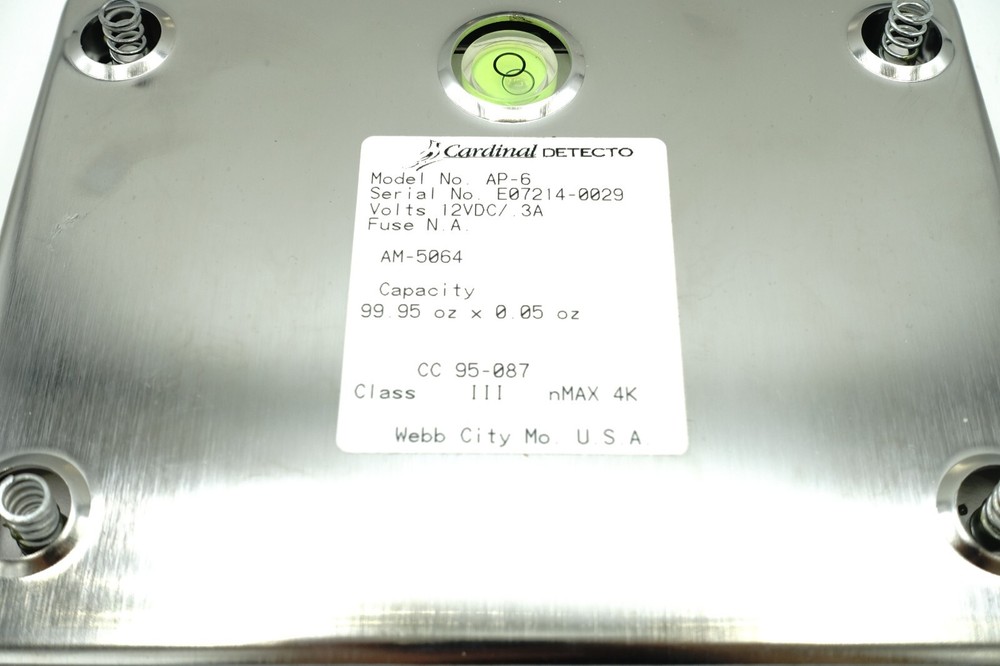 Cardinal DETECTO
Model No. AP-6
Serial No. E07214-0029
Volts 12VDC/.3A
Fuse N.A.
AM-5064
Capacity
99.95 oz x 0.05 oz
CC 95-087
Class III nMAX 4K
Webb City Mo. U.S.A.